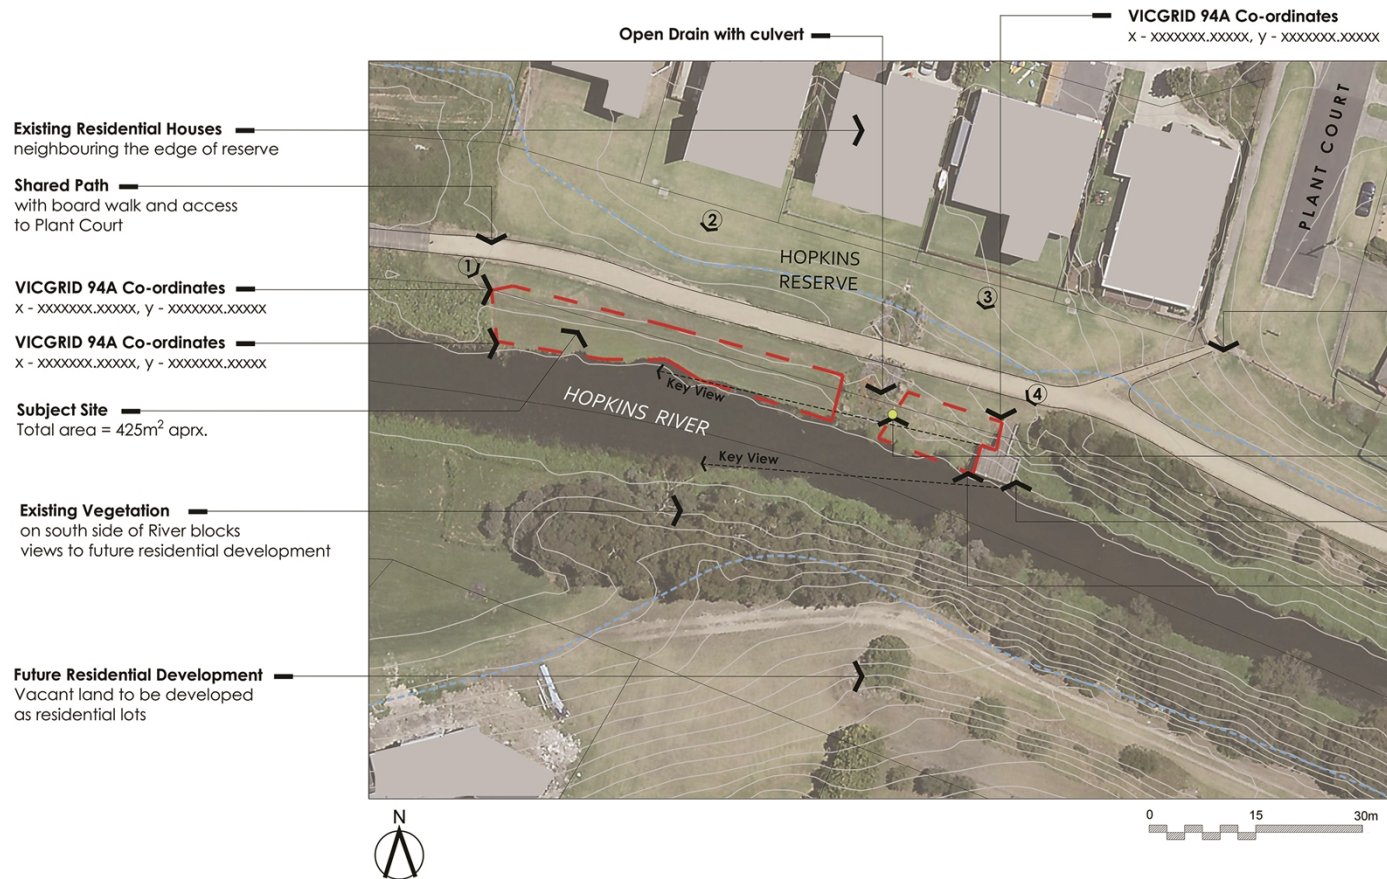 VICGRID 94A Co-ordinates
x - xxxxxxx.xxxxx, y - xxxxxxx.xxxxx
Open Drain with culvert
Existing Residential Houses
neighbouring the edge of reserve
Shared Path
with board walk and access
to Plant Court
VICGRID 94A Co-ordinates
x - xxxxxxx.xxxxx, y - xxxxxxx.xxxxx
VICGRID 94A Co-ordinates
x - xxxxxxx.xxxxx, y - xxxxxxx.xxxxx
Subject Site
Total area = 425m² aprx.
Existing Vegetation
on south side of River blocks
views to future residential development
Future Residential Development
Vacant land to be developed
as residential lots
PLANT COURT
2
HOPKINS
RESERVE
1
3
4
Key View
HOPKINS RIVER
Key View
N
0 15 30m